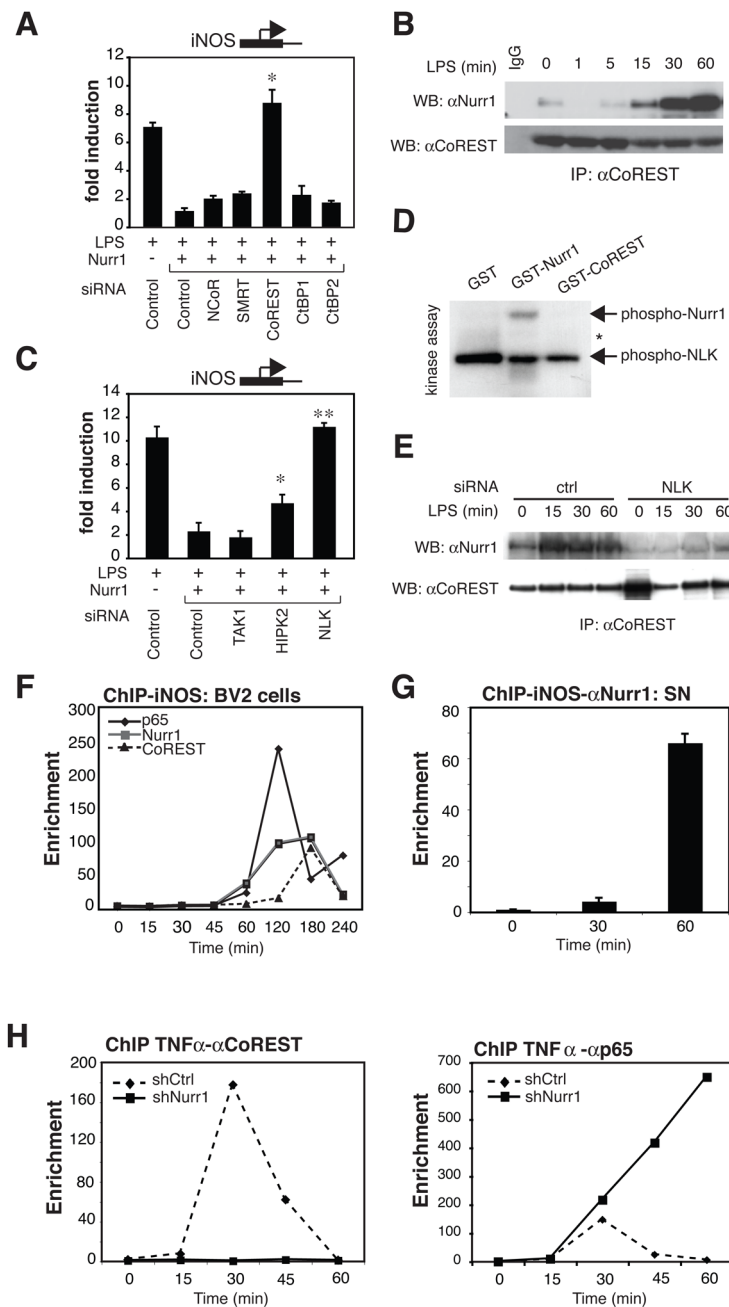 A
iNOS
fold induction
12
10
8
6
4
2
0
*
LPS + + + + + + +
Nurr1 - + + + + + +
siRNA
Control
Control
NCoR
SMRT
CoREST
CtBP1
CtBP2
B
LPS (min) IgG 0 1 5 15 30 60
WB: αNurr1
WB: αCoREST
IP: αCoREST
C
iNOS
fold induction
14
12
10
8
6
4
2
0
*
**
LPS + + + + +
Nurr1 - + + + +
siRNA
Control
Control
TAK1
HIPK2
NLK
D
GST
GST-Nurr1
GST-CoREST
kinase assay
phospho-Nurr1
*
phospho-NLK
E
siRNA ctrl NLK
LPS (min) 0 15 30 60 0 15 30 60
WB: αNurr1
WB: αCoREST
IP: αCoREST
F
ChIP-iNOS: BV2 cells
300
250
200
150
100
50
0
Enrichment
p65
Nurr1
CoREST
0 15 30 45 60 120 180 240
Time (min)
G
ChIP-iNOS-αNurr1: SN
80
60
40
20
0
Enrichment
0 30 60
Time (min)
H
ChIP TNFα-αCoREST
200
160
120
80
40
0
Enrichment
shCtrl
shNurr1
0 15 30 45 60
Time (min)
ChIP TNF α -αp65
700
600
500
400
300
200
100
0
Enrichment
shCtrl
shNurr1
0 15 30 45 60
Time (min)